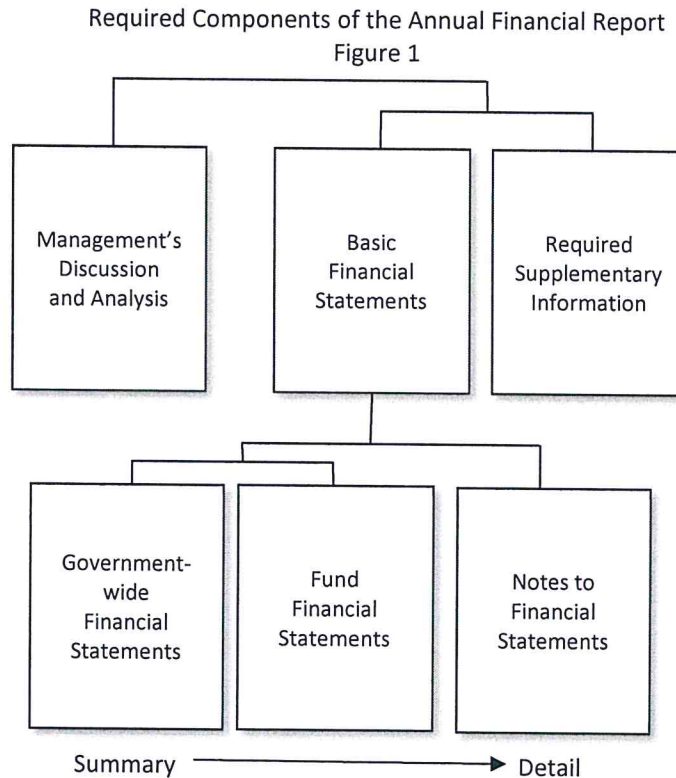 Required Components of the Annual Financial Report
Figure 1
Management's
Discussion
and Analysis
Basic
Financial
Statements
Required
Supplementary
Information
Government-
wide
Financial
Statements
Fund
Financial
Statements
Notes to
Financial
Statements
Summary
Detail